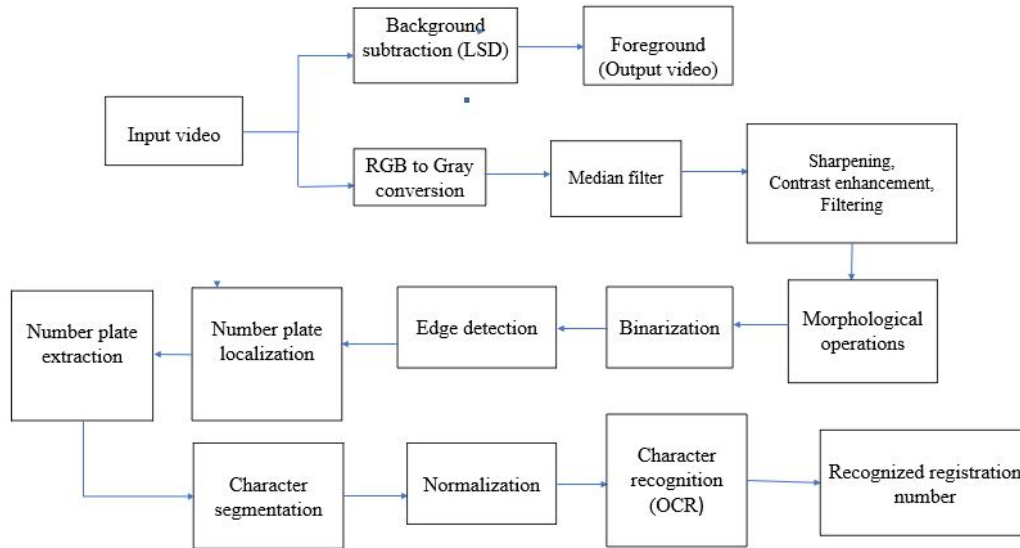 Background
subtraction (LSD)
Foreground
(Output video)
Input video
RGB to Gray
conversion
Median filter
Sharpening,
Contrast enhancement,
Filtering
Morphological
operations
Binarization
Edge detection
Number plate
localization
Number plate
extraction
Character
segmentation
Normalization
Character
recognition
(OCR)
Recognized registration
number